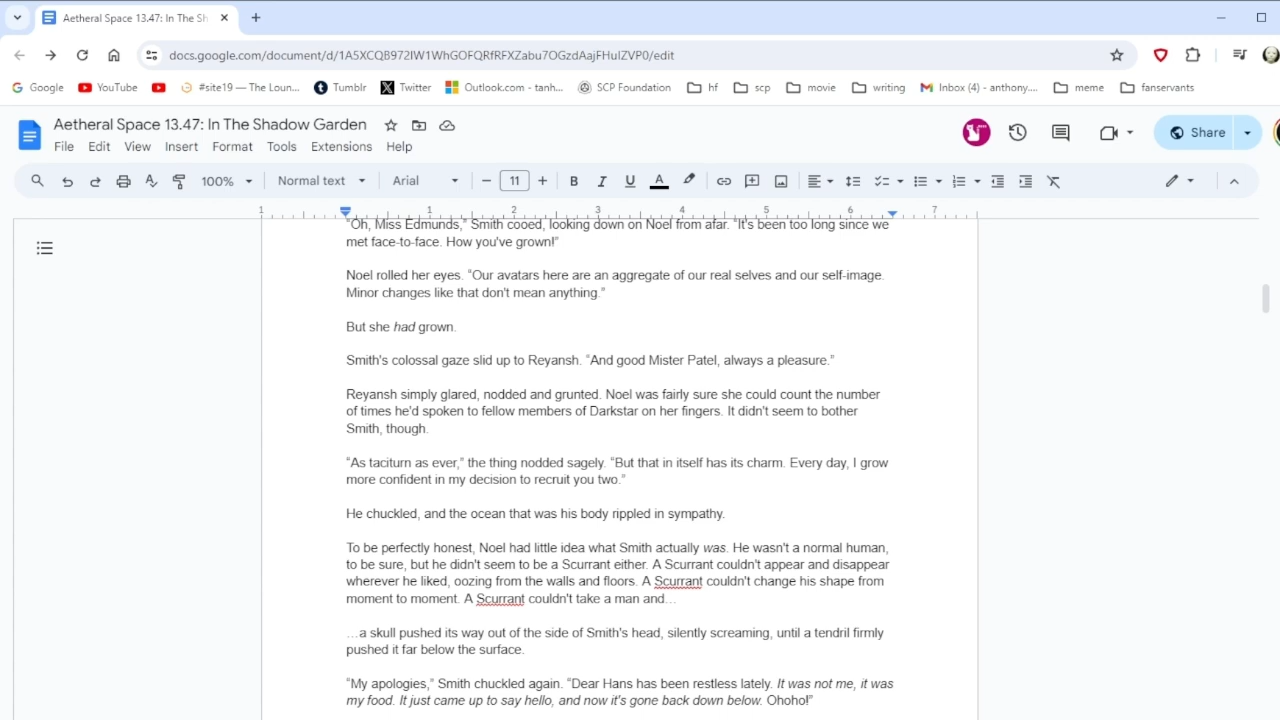 Aetheral Space 13.47: In The Sh
docs.google.com/document/d/1A5XCQB972IW1WhGOFQRfRFXZabu7OGzdAajFHuIZVP0/edit
Google YouTube #site19 — The Loun... Tumblr Twitter Outlook.com - tanh... SCP Foundation hf scp movie writing Inbox (4) - anthony.... meme fanservants
Aetheral Space 13.47: In The Shadow Garden
File Edit View Insert Format Tools Extensions Help
Share
100% Normal text Arial 11 B I U A
1 1 2 3 4 5 6 7
“Oh, Miss Edmunds,” Smith cooed, looking down on Noel from afar. “It's been too long since we
met face-to-face. How you've grown!”
Noel rolled her eyes. “Our avatars here are an aggregate of our real selves and our self-image.
Minor changes like that don't mean anything.”
But she had grown.
Smith's colossal gaze slid up to Reyansh. “And good Mister Patel, always a pleasure.”
Reyansh simply glared, nodded and grunted. Noel was fairly sure she could count the number
of times he'd spoken to fellow members of Darkstar on her fingers. It didn't seem to bother
Smith, though.
“As taciturn as ever,” the thing nodded sagely. “But that in itself has its charm. Every day, I grow
more confident in my decision to recruit you two.”
He chuckled, and the ocean that was his body rippled in sympathy.
To be perfectly honest, Noel had little idea what Smith actually was. He wasn't a normal human,
to be sure, but he didn't seem to be a Scurrant either. A Scurrant couldn't appear and disappear
wherever he liked, oozing from the walls and floors. A Scurrant couldn't change his shape from
moment to moment. A Scurrant couldn't take a man and…
…a skull pushed its way out of the side of Smith's head, silently screaming, until a tendril firmly
pushed it far below the surface.
“My apologies,” Smith chuckled again. “Dear Hans has been restless lately. It was not me, it was
my food. It just came up to say hello, and now it's gone back down below. Ohoho!”